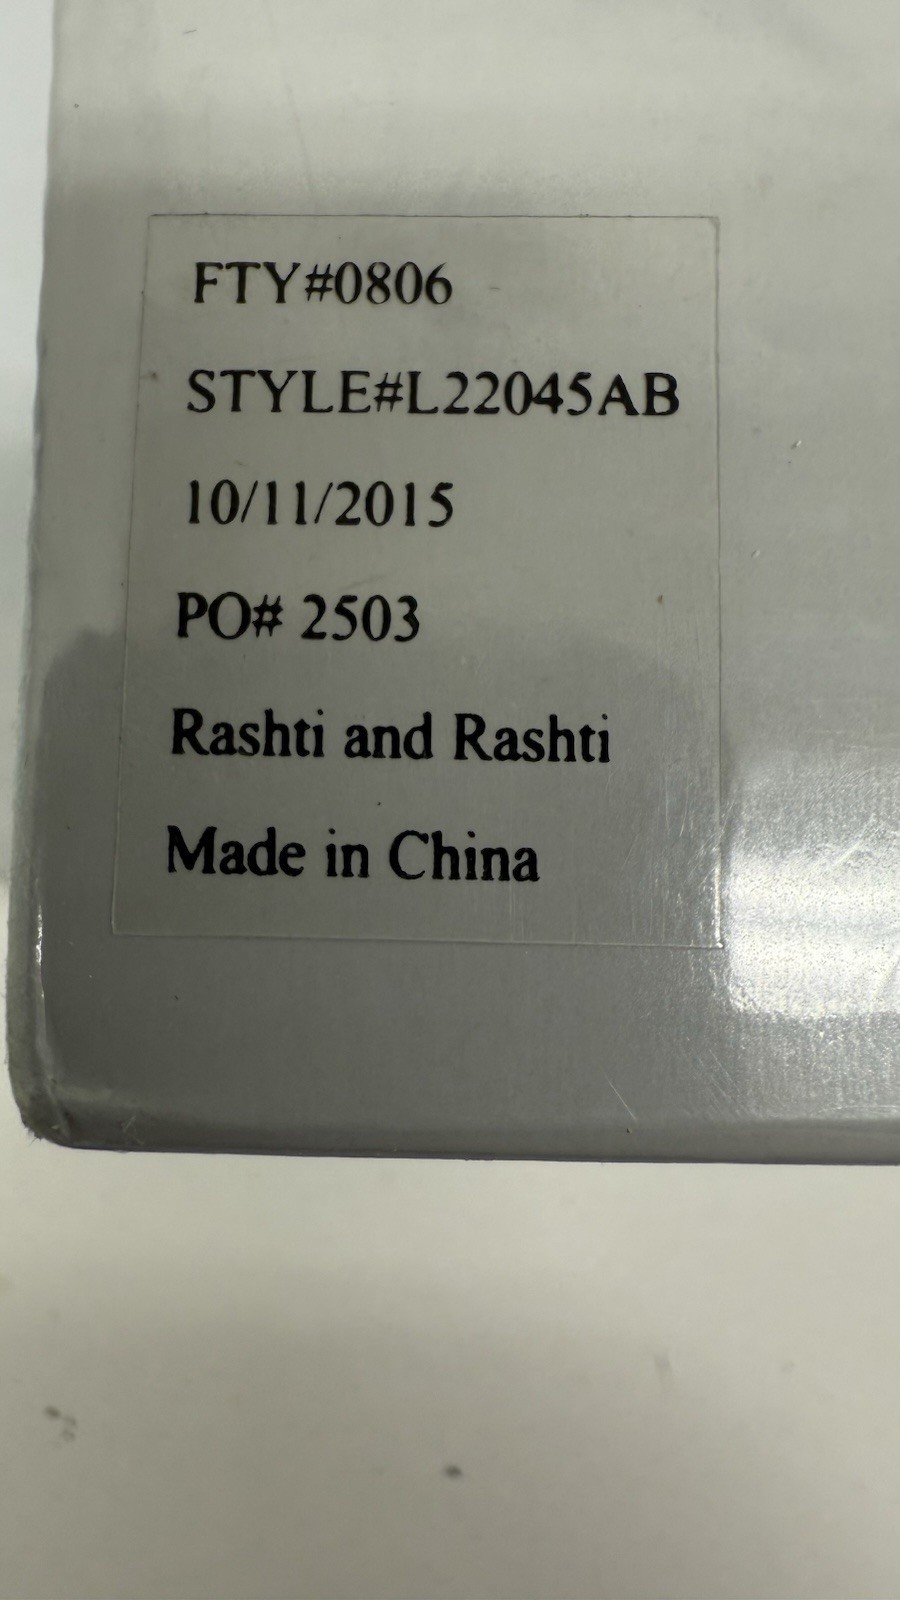 FTY#0806
STYLE#L22045AB
10/11/2015
PO# 2503
Rashti and Rashti
Made in China